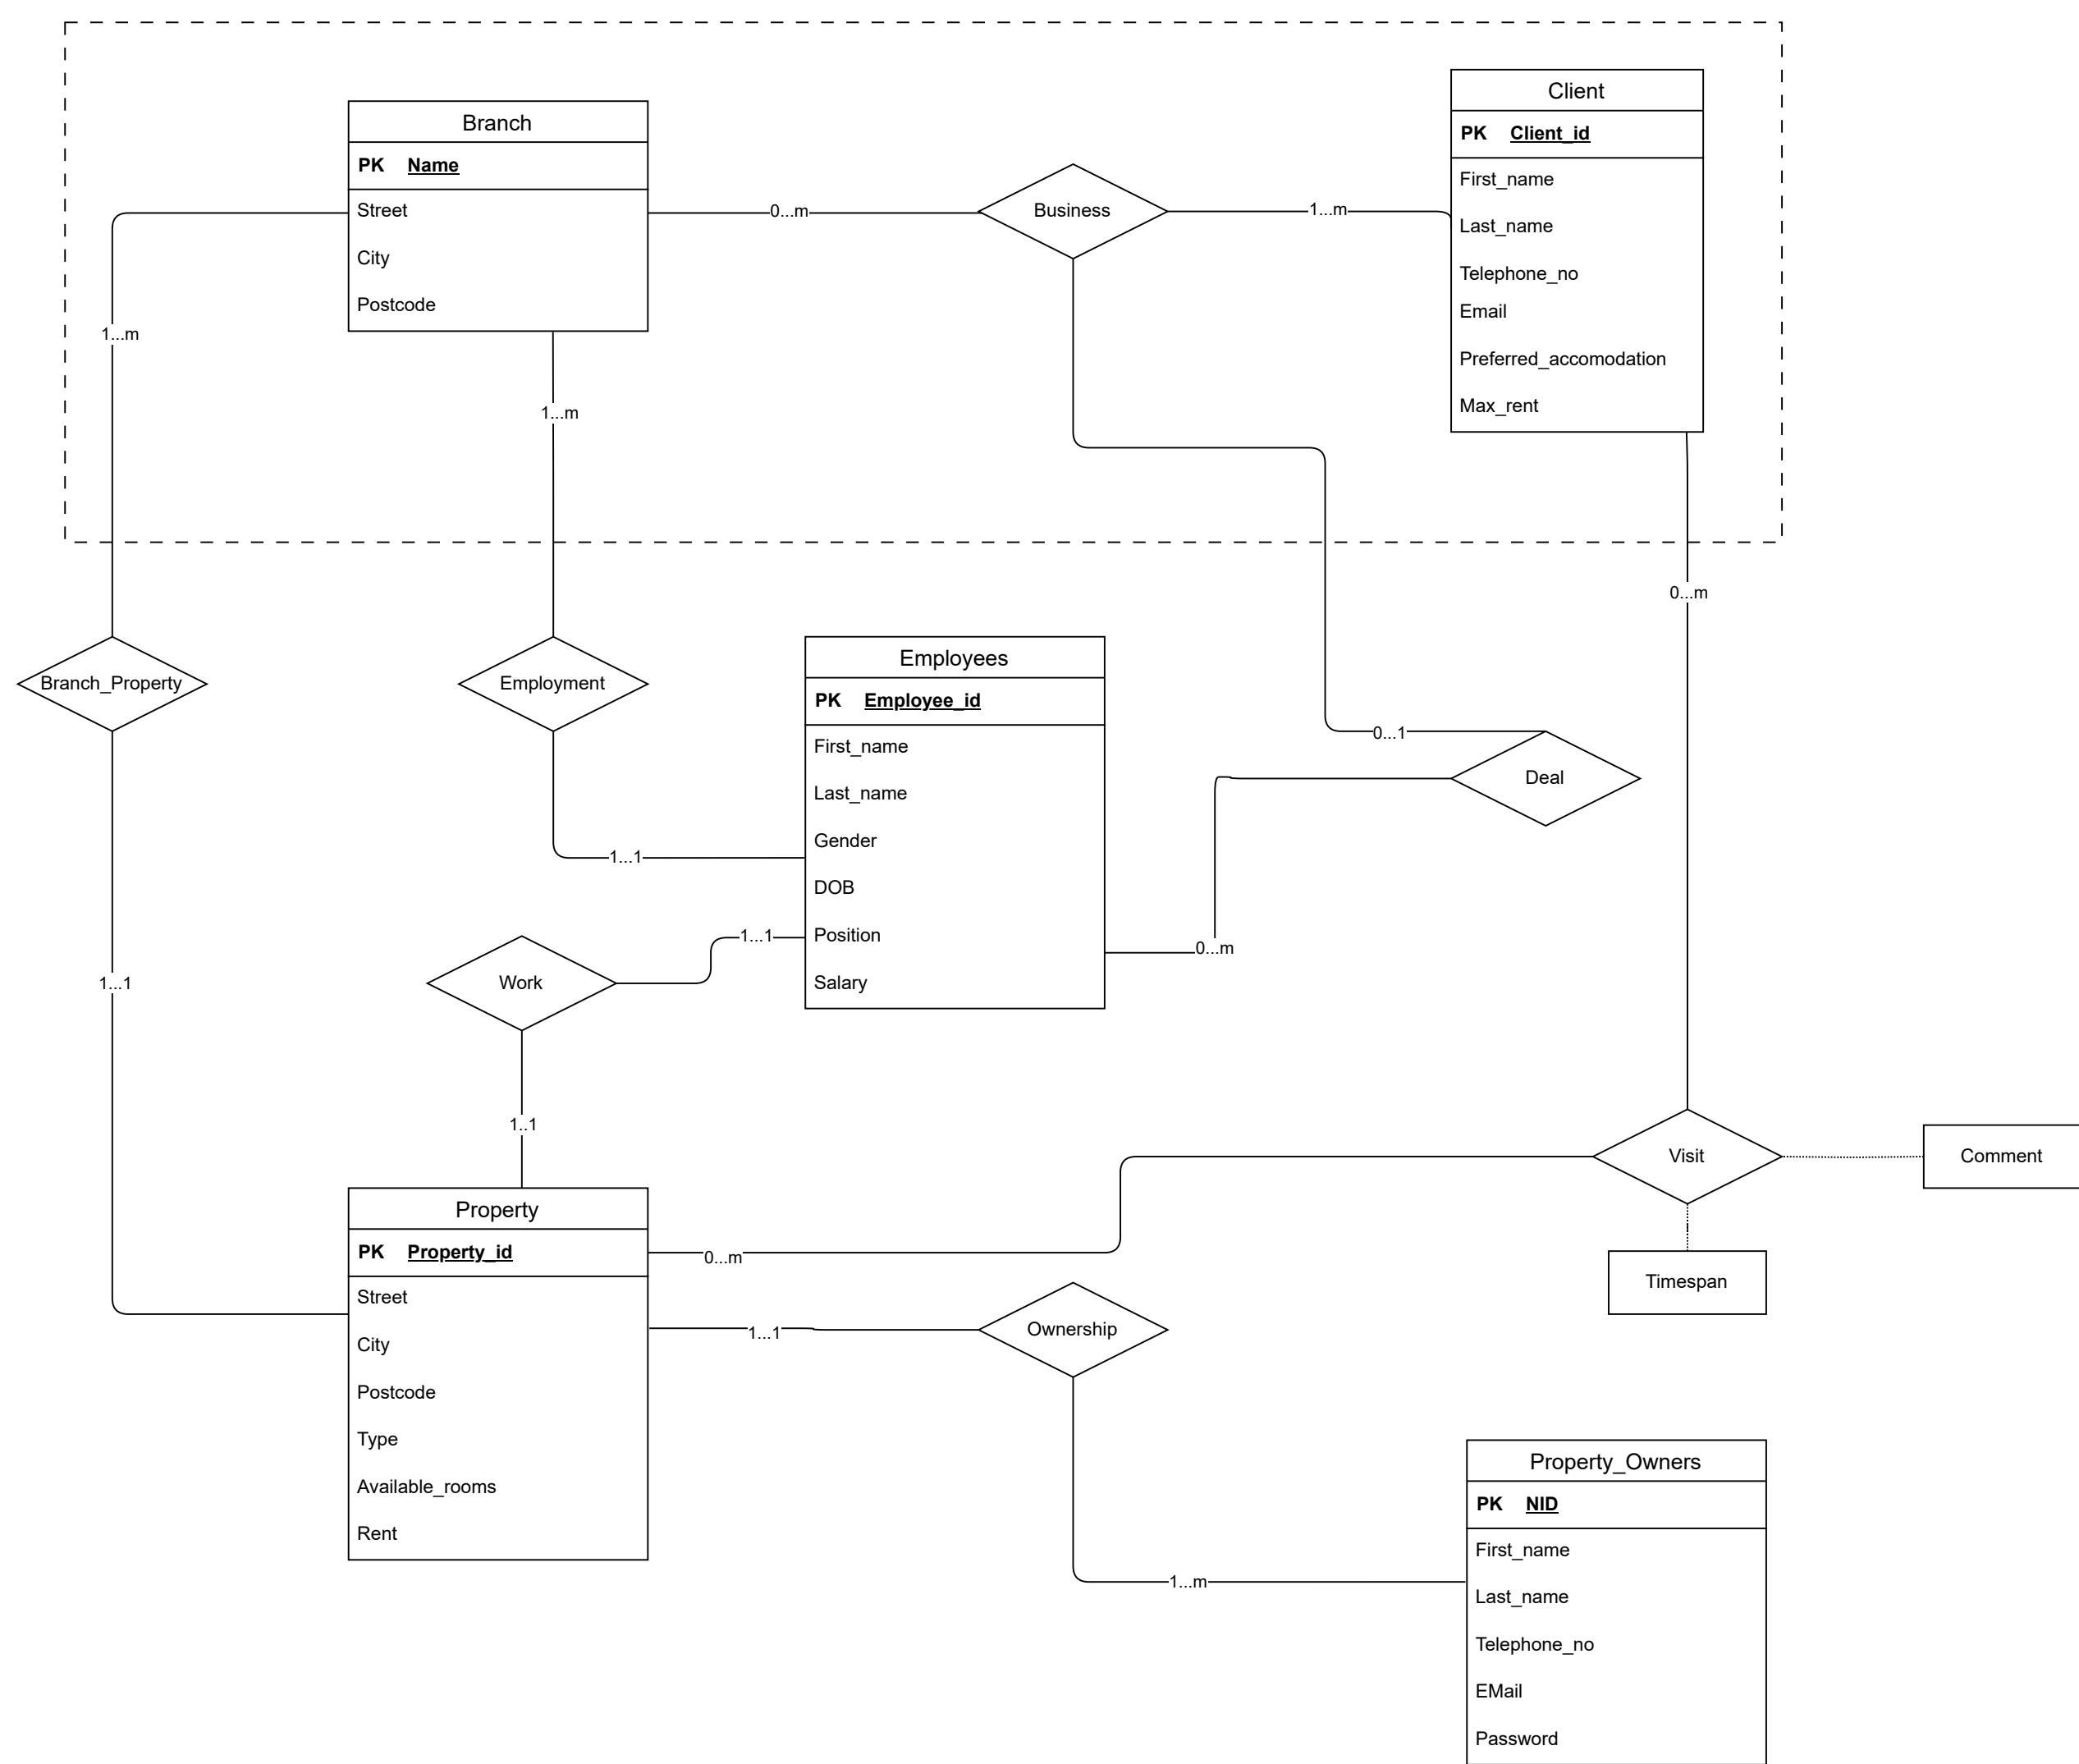 Client
PK Client_id
First_name
Last_name
Telephone_no
Email
Preferred_accomodation
Max_rent
Branch
PK Name
Street
City
Postcode
0...m
Business
1...m
1...m
1...m
0...m
Branch_Property
Employment
Employees
PK Employee_id
First_name
Last_name
Gender
DOB
Position
Salary
0...1
Deal
1...1
1...1
0...m
Work
1...1
1..1
Visit
Comment
Timespan
Property
PK Property_id
Street
City
Postcode
Type
Available_rooms
Rent
0...m
1...1
Ownership
1...m
Property_Owners
PK NID
First_name
Last_name
Telephone_no
EMail
Password